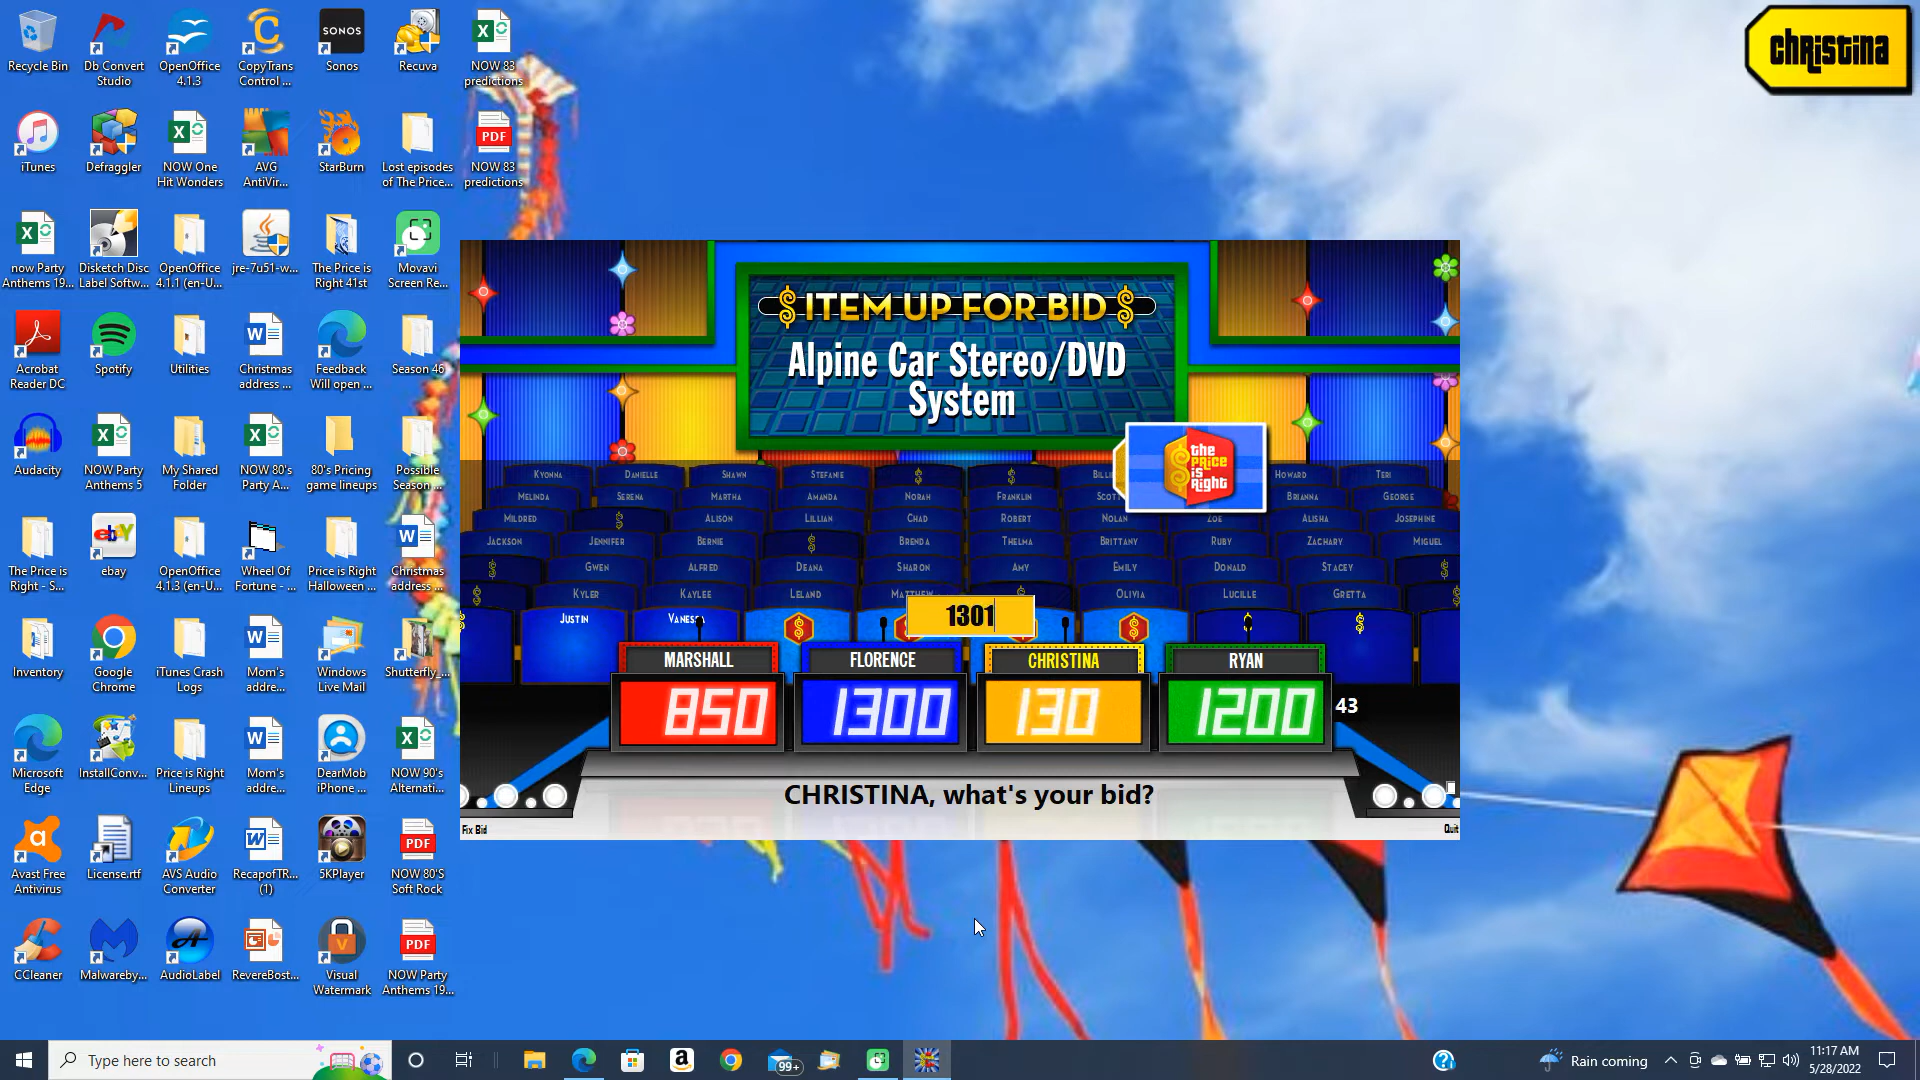 Recycle Bin
Db Convert
Studio
OpenOffice
4.1.3
CopyTrans
Control ...
SONOS
Sonos
Recuva
NOW 83
predictions
christina
iTunes
Defraggler
NOW One
Hit Wonders
AVG
AntiVir...
StarBurn
Lost episodes
of The Price...
PDF
NOW 83
predictions
now Party
Anthems 19...
Disketch Disc
Label Softw...
OpenOffice
4.1.1 (en-U...
jre-7u51-w...
The Price is
Right 41st
Movavi
Screen Re...
Acrobat
Reader DC
Spotify
Utilities
Christmas
address ...
Feedback
Will open ...
Season 46
Audacity
NOW Party
Anthems 5
My Shared
Folder
NOW 80's
Party A...
80's Pricing
game lineups
Possible
Season ...
The Price is
Right - S...
ebay
ebay
OpenOffice
4.1.3 (en-U...
Wheel Of
Fortune - ...
Price is Right
Halloween ...
Christmas
address ...
Inventory
Google
Chrome
iTunes Crash
Logs
Mom's
addre...
Windows
Live Mail
Shutterfly_...
Microsoft
Edge
InstallConv...
Price is Right
Lineups
Mom's
addre...
DearMob
iPhone ...
NOW 90's
Alternati...
Avast Free
Antivirus
License.rtf
AVS Audio
Converter
RecapofTR...
(1)
5KPlayer
PDF
NOW 80'S
Soft Rock
CCleaner
Malwareby...
AudioLabel
RevereBost...
Visual
Watermark
PDF
NOW Party
Anthems 19...
ITEM UP FOR BID
Alpine Car Stereo/DVD
System
the PRICE is Right
KYONNA DANIELLE SHAWN STEFANIE HOWARD TERI
MELINDA SERENA MARTHA AMANDA NORAH FRANKLIN BRIANNA GEORGE
MILDRED ALISON LILLIAN CHAD ROBERT NOLAN ZOE ALISHA JOSEPHINE
JACKSON JENNIFER BERNIE BRENDA THELMA BRITTANY RUBY ZACHARY MIGUEL
GWEN ALFRED DEANA SHARON AMY EMILY DONALD STACEY
KYLER KAYLEE LELAND MATTHEW OLIVIA LUCILLE GRETTA
JUSTIN VANESSA
1301
MARSHALL FLORENCE CHRISTINA RYAN
850 1300 130 1200 43
CHRISTINA, what's your bid?
Fix Bid Quit
Type here to search
99+
Rain coming
11:17 AM
5/28/2022